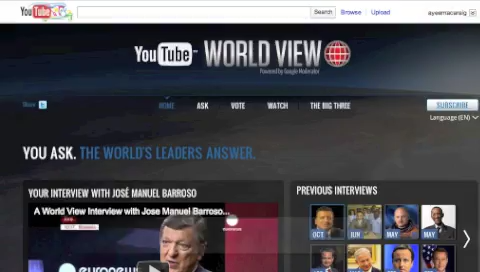 YouTube
Search
Browse
Upload
YouTube WORLD VIEW
Powered by Google Moderator
Share
HOME
ASK
VOTE
WATCH
THE BIG THREE
SUBSCRIBE
Language (EN)
YOU ASK. THE WORLD'S LEADERS ANSWER.
YOUR INTERVIEW WITH JOSÉ MANUEL BARROSO
PREVIOUS INTERVIEWS
A World View Interview with Jose Manuel Barroso...
OCT
JUN
MAY
MAY
euronews